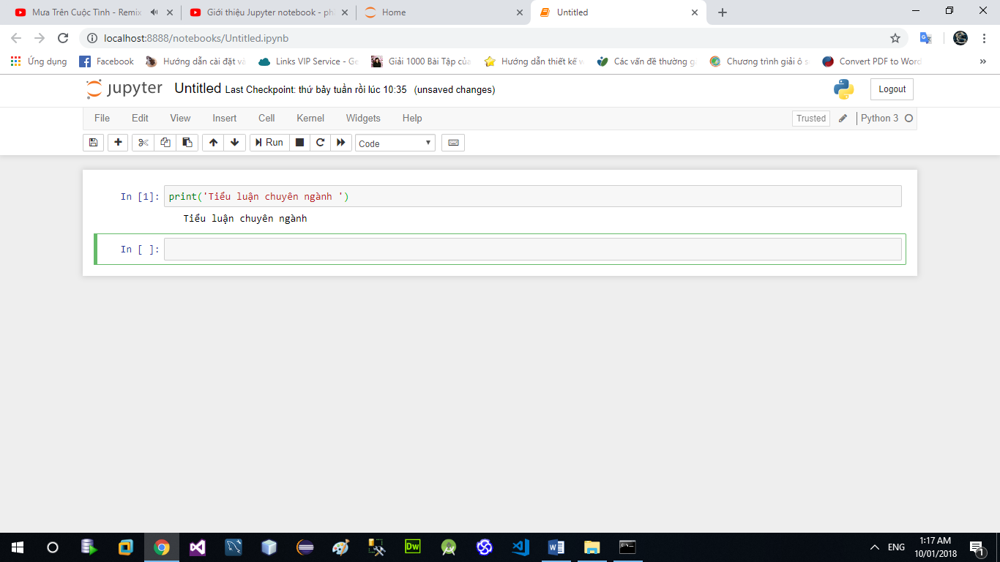 Mưa Trên Cuộc Tình - Remix
Giới thiệu Jupyter notebook - ph
Home
Untitled
localhost:8888/notebooks/Untitled.ipynb
Ứng dụng
Facebook
Hướng dẫn cài đặt và
Links VIP Service - Ge
Giải 1000 Bài Tập của
Hướng dẫn thiết kế w
Các vấn đề thường g
Chương trình giải ô s
Convert PDF to Word
»
jupyter Untitled Last Checkpoint: thứ bảy tuần rồi lúc 10:35 (unsaved changes)
Logout
File Edit View Insert Cell Kernel Widgets Help
Trusted
Python 3
Run
Code
In [1]: print('Tiểu luận chuyên ngành ')
Tiểu luận chuyên ngành
In [ ]:
Dw
ENG
1:17 AM
10/01/2018
1